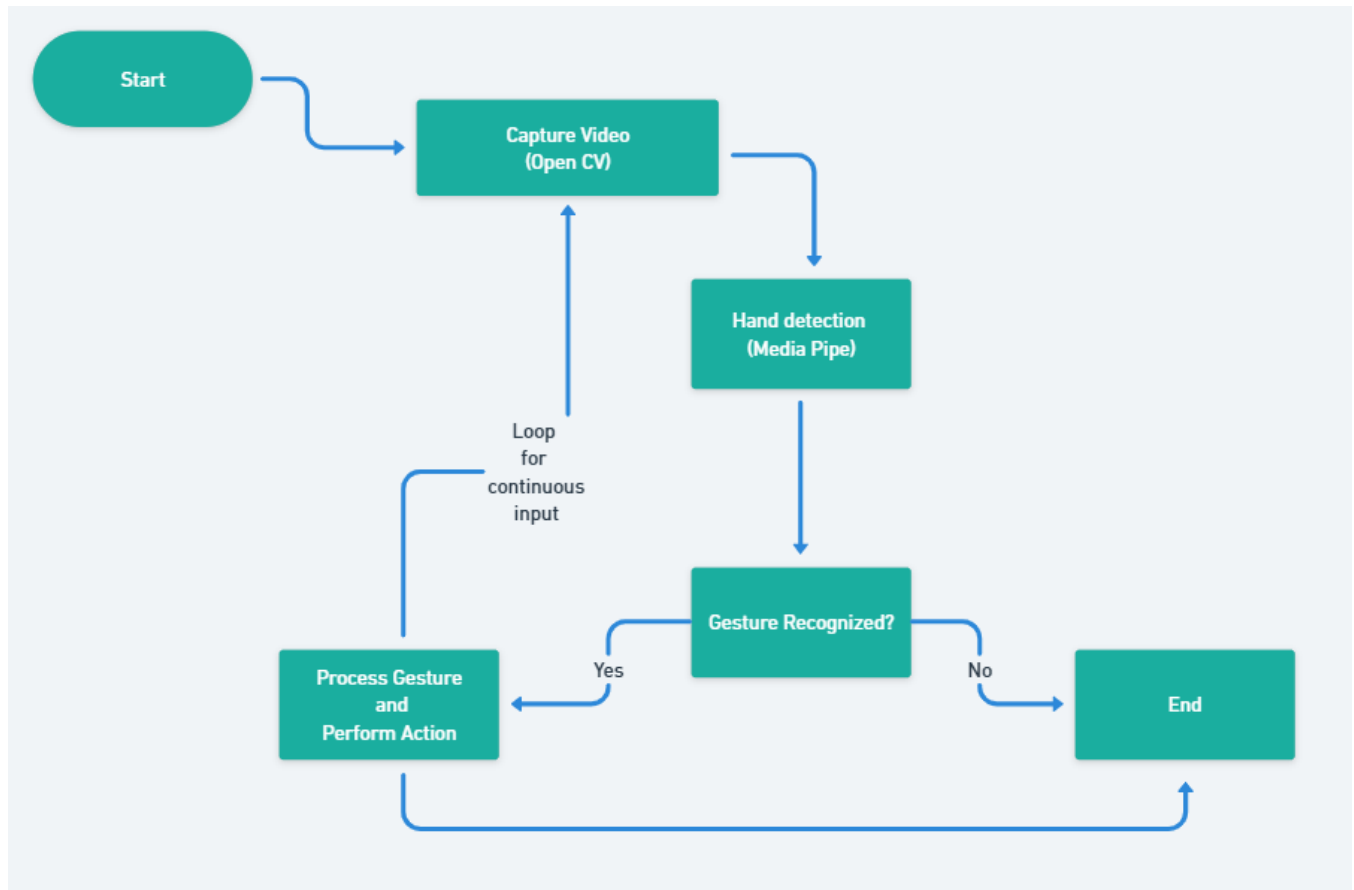 Start
Capture Video
(Open CV)
Hand detection
(Media Pipe)
Loop
for
continuous
input
Gesture Recognized?
Yes
No
Process Gesture
and
Perform Action
End